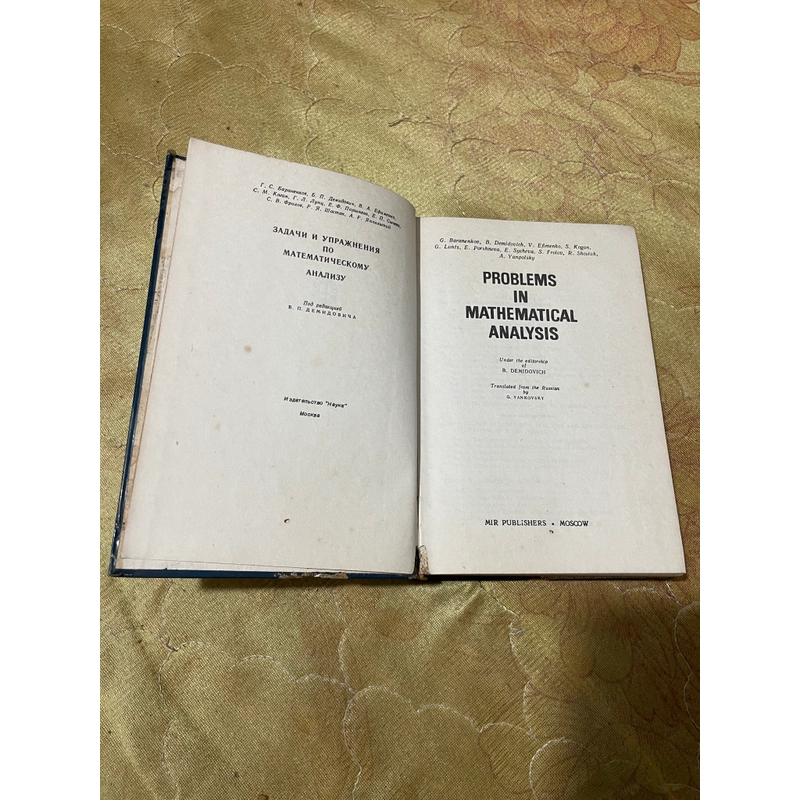 Г. С. Бараненков, Б. П. Демидович, В. А. Ефименко,
С. М. Коган, Г. Л. Лунц, Е. Ф. Поршнева, Е. П. Сычева,
С. В. Фролов, Р. Я. Шостак, А. Р. Янпольский
ЗАДАЧИ И УПРАЖНЕНИЯ
ПО
МАТЕМАТИЧЕСКОМУ
АНАЛИЗУ
Под редакцией
Б. П. ДЕМИДОВИЧА
Издательство "Наука"
Москва
G. Baranenkov, B. Demidovich, V. Efimenko, S. Kogan,
G. Lunts, E. Porshneva, E. Sycheva, S. Frolov, R. Shostak,
A. Yanpolsky
PROBLEMS
IN
MATHEMATICAL
ANALYSIS
Under the editorship
of
B. DEMIDOVICH
Translated from the Russian
by
G. YANKOVSKY
MIR PUBLISHERS • MOSCOW